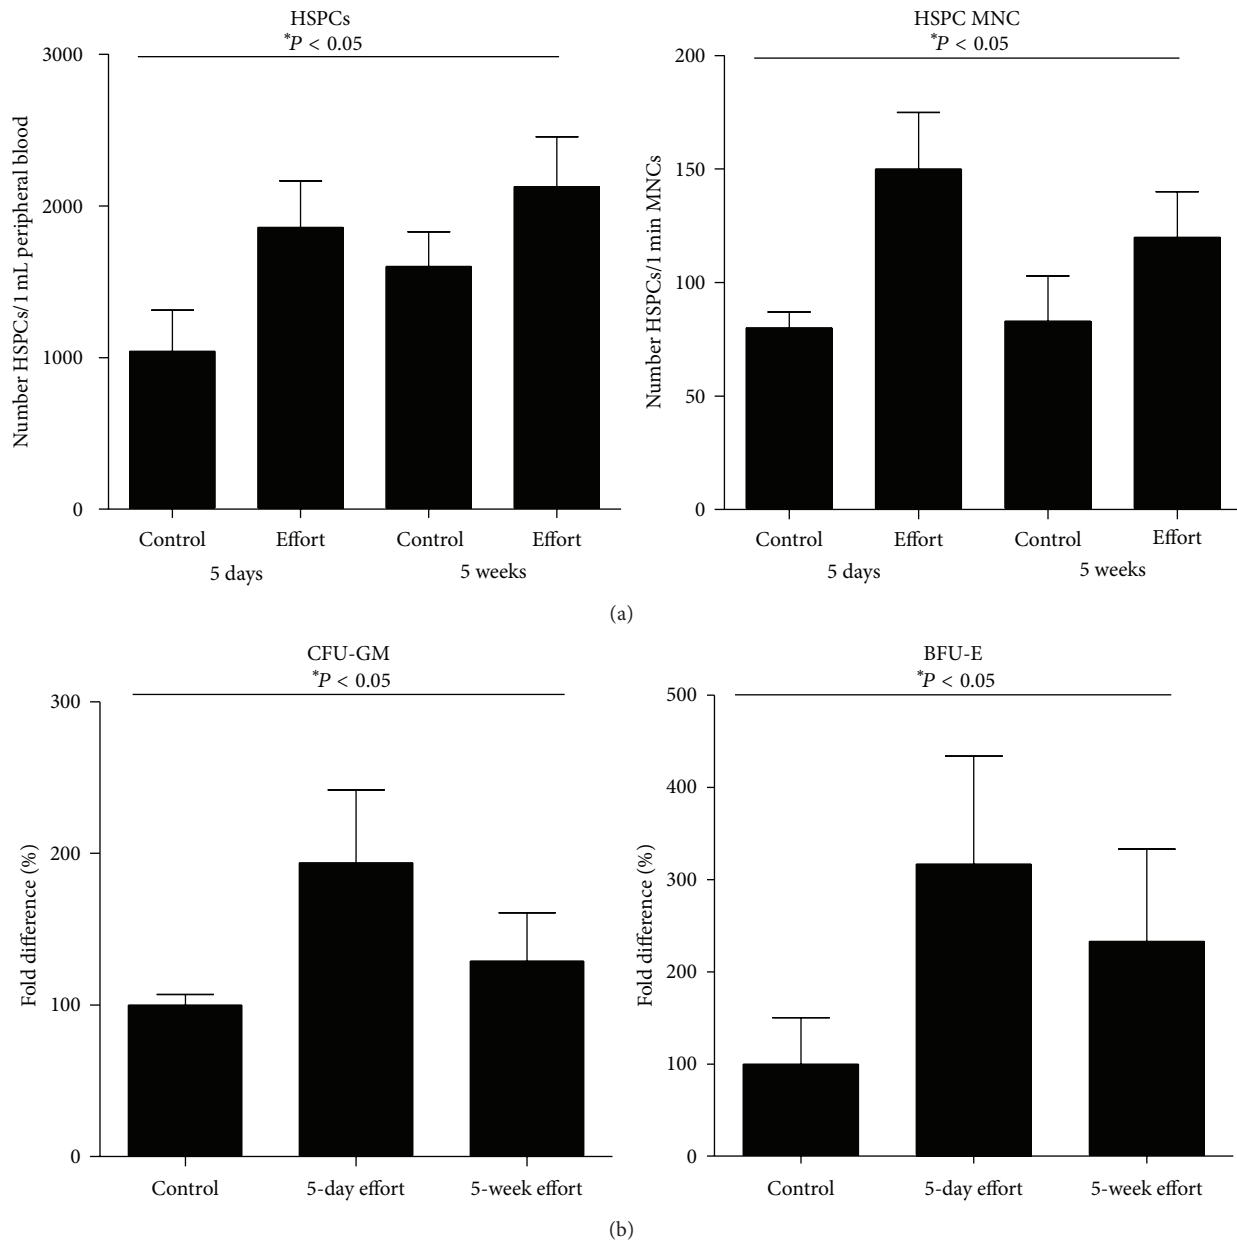 HSPCs
*P < 0.05
3000
2000
1000
0
Number HSPCs/1 mL peripheral blood
Control
Effort
Control
Effort
5 days
5 weeks
HSPC MNC
*P < 0.05
200
150
100
50
0
Number HSPCs/1 min MNCs
Control
Effort
Control
Effort
5 days
5 weeks
(a)
CFU-GM
*P < 0.05
300
200
100
0
Fold difference (%)
Control
5-day effort
5-week effort
BFU-E
*P < 0.05
500
400
300
200
100
0
Fold difference (%)
Control
5-day effort
5-week effort
(b)